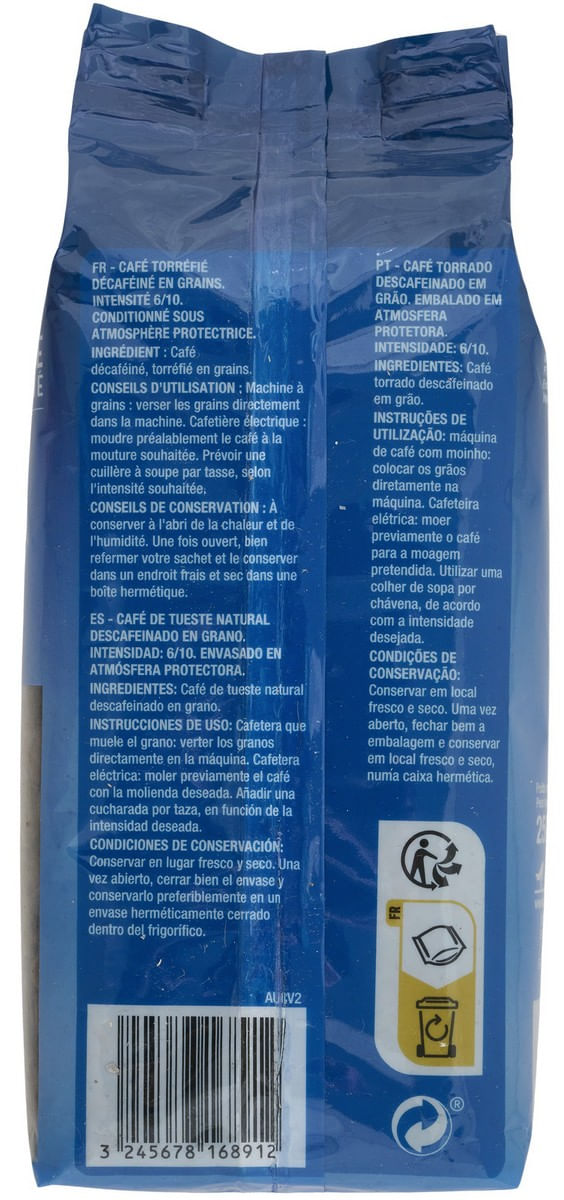 FR - CAFÉ TORRÉFIÉ
DÉCAFÉINÉ EN GRAINS.
INTENSITÉ 6/10.
CONDITIONNÉ SOUS
ATMOSPHÈRE PROTECTRICE.
INGRÉDIENT : Café
décaféiné, torréfié en grains.
CONSEILS D'UTILISATION : Machine à
grains : verser les grains directement
dans la machine. Cafetière électrique :
moudre préalablement le café à la
mouture souhaitée. Prévoir une
cuillère à soupe par tasse, selon
l'intensité souhaitée.
CONSEILS DE CONSERVATION : À
conserver à l'abri de la chaleur et de
l'humidité. Une fois ouvert, bien
refermer votre sachet et le conserver
dans un endroit frais et sec dans une
boîte hermétique.
ES - CAFÉ DE TUESTE NATURAL
DESCAFEINADO EN GRANO.
INTENSIDAD: 6/10. ENVASADO EN
ATMÓSFERA PROTECTORA.
INGREDIENTES: Café de tueste natural
descafeinado en grano.
INSTRUCCIONES DE USO: Cafetera que
muele el grano: verter los granos
directamente en la máquina. Cafetera
eléctrica: moler previamente el café
con la molienda deseada. Añadir una
cucharada por taza, en función de la
intensidad deseada.
CONDICIONES DE CONSERVACIÓN:
Conservar en lugar fresco y seco. Una
vez abierto, cerrar bien el envase y
conservarlo preferiblemente en un
envase herméticamente cerrado
dentro del frigorífico.
PT - CAFÉ TORRADO
DESCAFEINADO EM
GRÃO. EMBALADO EM
ATMOSFERA
PROTETORA.
INTENSIDADE: 6/10.
INGREDIENTES: Café
torrado descafeinado
em grão.
INSTRUÇÕES DE
UTILIZAÇÃO: máquina
de café com moinho:
colocar os grãos
diretamente na
máquina. Cafeteira
elétrica: moer
previamente o café
para a moagem
pretendida. Utilizar uma
colher de sopa por
chávena, de acordo
com a intensidade
desejada.
CONDIÇÕES DE
CONSERVAÇÃO:
Conservar em local
fresco e seco. Uma vez
aberto, fechar bem a
embalagem e conservar
em local fresco e seco,
numa caixa hermética.
FR
3 245678 168912
®